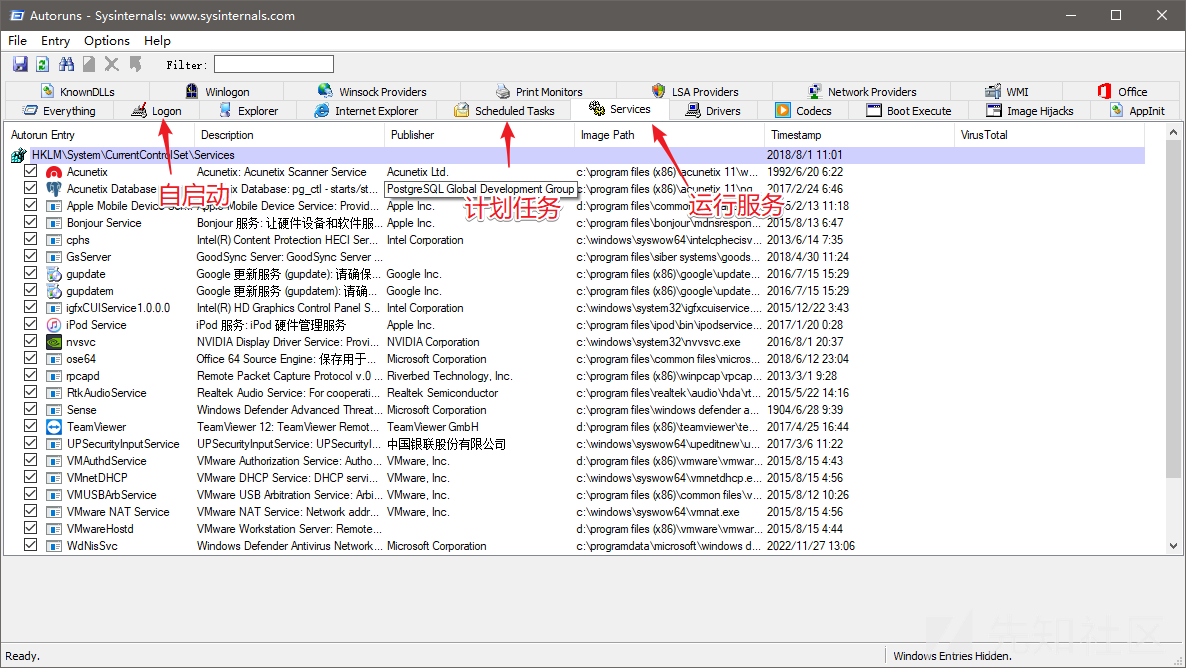 Autoruns - Sysinternals: www.sysinternals.com
File Entry Options Help
Filter:
KnownDLLs Winlogon Winsock Providers Print Monitors LSA Providers Network Providers WMI Office
Everything Logon Explorer Internet Explorer Scheduled Tasks Services Drivers Codecs Boot Execute Image Hijacks AppInit
Autorun Entry Description Publisher Image Path Timestamp VirusTotal
HKLM\System\CurrentControlSet\Services 2018/8/1 11:01
Acunetix Acunetix: Acunetix Scanner Service Acunetix Ltd. c:\program files (x86)\acunetix 11\w... 1992/6/20 6:22
Acunetix Database Database: pg_ctl - starts/st... PostgreSQL Global Development Group c:\program files (x86)\acunetix 11\pg... 2017/2/24 6:46
自启动 计划任务 运行服务
Apple Mobile Device Mobile Device Service: Provid... Apple Inc. c:\program files\ 2/13 11:18
Bonjour Service Bonjour 服务: 让硬件设备和软件服... Apple Inc. c:\program files\bonjour\mdnsrespon... 2015/8/13 6:47
cphs Intel(R) Content Protection HECI Ser... Intel Corporation c:\windows\syswow64\intelcphecisv... 2013/6/14 7:35
GsServer GoodSync Server: GoodSync Server ... c:\program files\siber systems\goods... 2018/4/30 11:24
gupdate Google 更新服务 (gupdate): 请确保... Google Inc. c:\program files (x86)\google\update... 2016/7/15 15:29
gupdatem Google 更新服务 (gupdatem): 请确... Google Inc. c:\program files (x86)\google\update... 2016/7/15 15:29
igfxCUIService1.0.0.0 Intel(R) HD Graphics Control Panel S... Intel Corporation c:\windows\system32\igfxcuiservice.... 2015/12/22 3:43
iPod Service iPod 服务: iPod 硬件管理服务 Apple Inc. c:\program files\ipod\bin\ipodservice... 2017/1/20 0:28
nvsvc NVIDIA Display Driver Service: Provi... NVIDIA Corporation c:\windows\system32\nvvsvc.exe 2016/8/1 20:37
ose64 Office 64 Source Engine: 保存用于... Microsoft Corporation c:\program files\common files\micros... 2018/6/12 23:04
rpcapd Remote Packet Capture Protocol v.0 ... Riverbed Technology, Inc. c:\program files (x86)\winpcap\rpcap... 2013/3/1 9:28
RtkAudioService Realtek Audio Service: For cooperati... Realtek Semiconductor c:\program files\realtek\audio\hda\rt... 2015/5/22 14:16
Sense Windows Defender Advanced Threat... Microsoft Corporation c:\program files\windows defender a... 1904/6/28 9:39
TeamViewer TeamViewer 12: TeamViewer Remot... TeamViewer GmbH c:\program files (x86)\teamviewer\te... 2017/4/25 16:44
UPSecurityInputService UPSecurityInputService: UPSecurityI... 中国银联股份有限公司 c:\windows\syswow64\upeditnew\u... 2017/3/6 11:22
VMAuthdService VMware Authorization Service: Autho... VMware, Inc. d:\program files (x86)\vmware\vmwar... 2015/8/15 4:43
VMnetDHCP VMware DHCP Service: DHCP servi... VMware, Inc. c:\windows\syswow64\vmnetdhcp.e... 2015/8/15 4:56
VMUSBArbService VMware USB Arbitration Service: Arbi... VMware, Inc. c:\program files (x86)\common files\v... 2015/8/12 10:26
VMware NAT Service VMware NAT Service: Network addr... VMware, Inc. c:\windows\syswow64\vmnat.exe 2015/8/15 4:56
VMwareHostd VMware Workstation Server: Remote... d:\program files (x86)\vmware\vmwar... 2015/8/15 4:44
WdNisSvc Windows Defender Antivirus Network... Microsoft Corporation c:\programdata\microsoft\windows d... 2022/11/27 13:06
先知社区
Ready. Windows Entries Hidden.